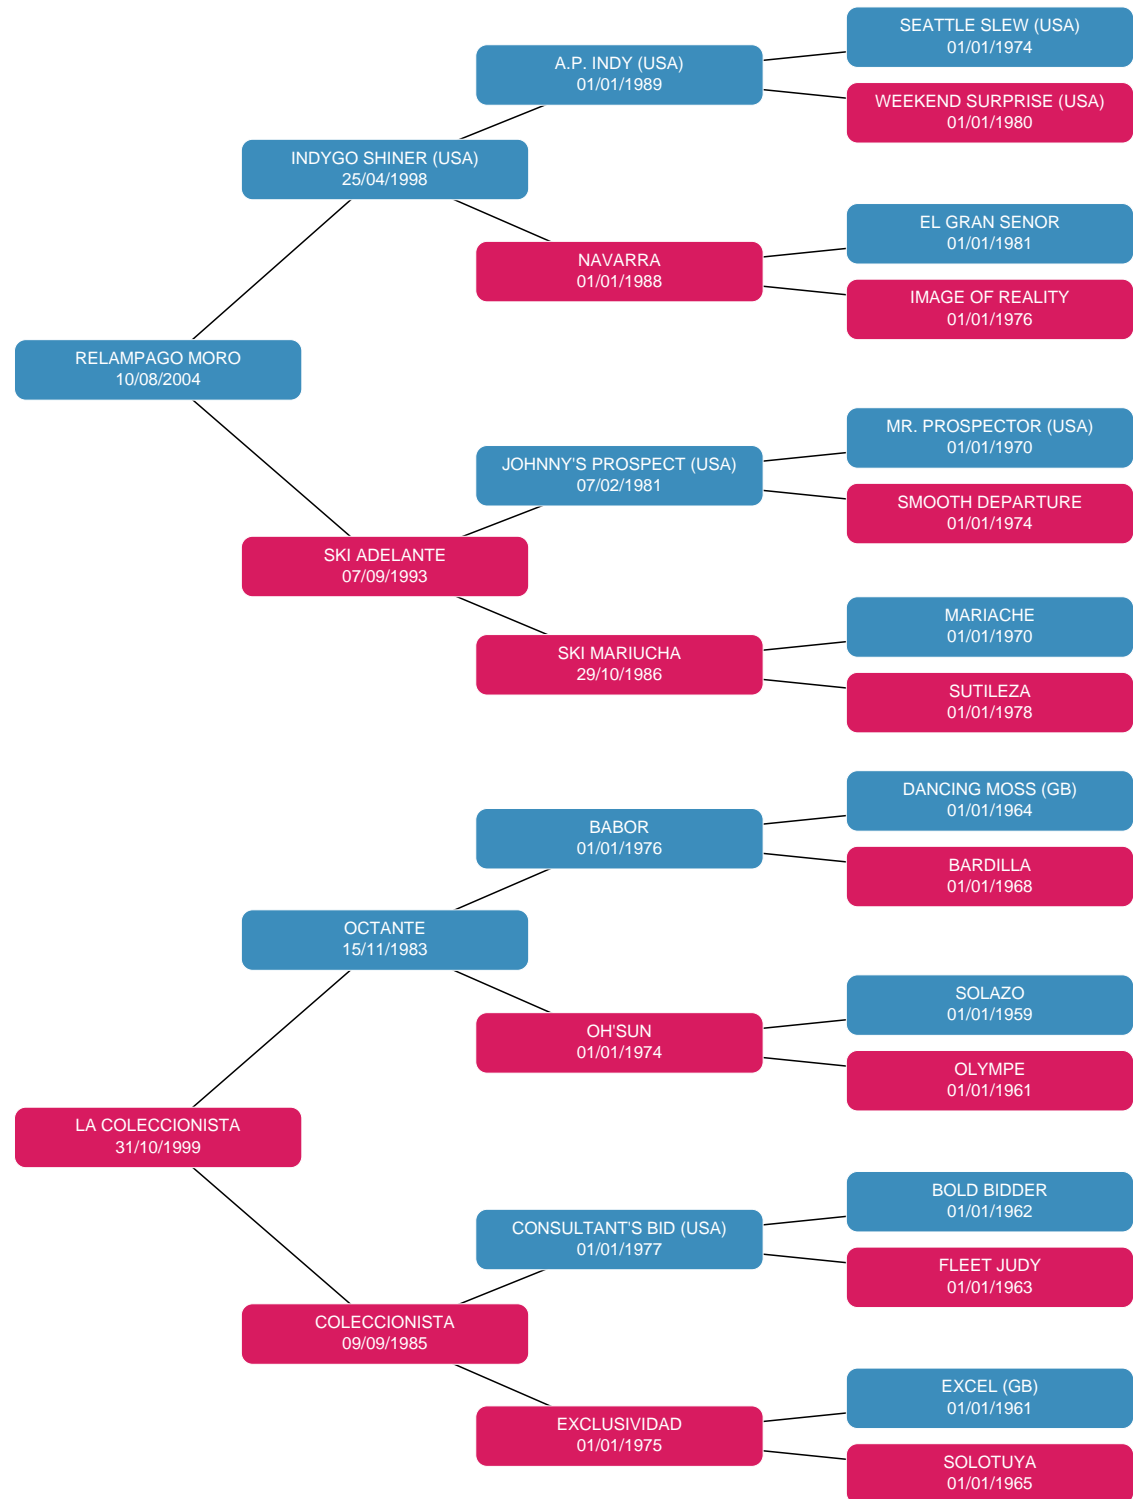 SEATTLE SLEW (USA)
01/01/1974
A.P. INDY (USA)
01/01/1989
WEEKEND SURPRISE (USA)
01/01/1980
INDYGO SHINER (USA)
25/04/1998
EL GRAN SENOR
01/01/1981
NAVARRA
01/01/1988
IMAGE OF REALITY
01/01/1976
RELAMPAGO MORO
10/08/2004
MR. PROSPECTOR (USA)
01/01/1970
JOHNNY'S PROSPECT (USA)
07/02/1981
SMOOTH DEPARTURE
01/01/1974
SKI ADELANTE
07/09/1993
MARIACHE
01/01/1970
SKI MARIUCHA
29/10/1986
SUTILEZA
01/01/1978
DANCING MOSS (GB)
01/01/1964
BABOR
01/01/1976
BARDILLA
01/01/1968
OCTANTE
15/11/1983
SOLAZO
01/01/1959
OH'SUN
01/01/1974
OLYMPE
01/01/1961
LA COLECCIONISTA
31/10/1999
BOLD BIDDER
01/01/1962
CONSULTANT'S BID (USA)
01/01/1977
FLEET JUDY
01/01/1963
COLECCIONISTA
09/09/1985
EXCEL (GB)
01/01/1961
EXCLUSIVIDAD
01/01/1975
SOLOTUYA
01/01/1965